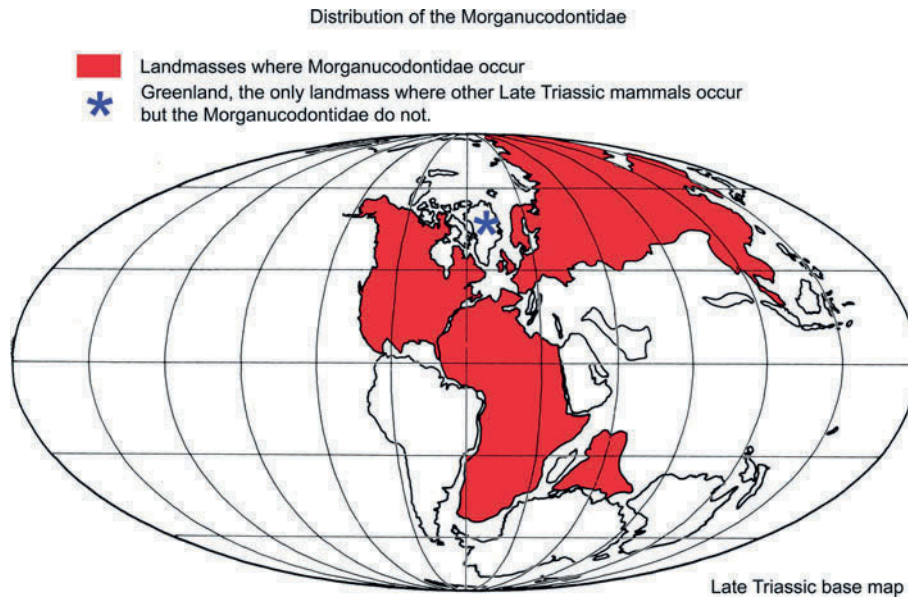 Distribution of the Morganucodontidae
Landmasses where Morganucodontidae occur
Greenland, the only landmass where other Late Triassic mammals occur
but the Morganucodontidae do not.
Late Triassic base map